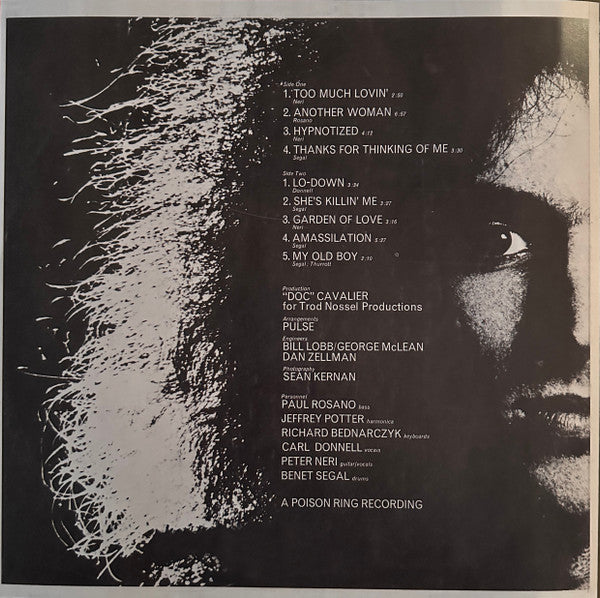 Side One
1. TOO MUCH LOVIN' 2:50
Neri
2. ANOTHER WOMAN 6:57
Rosano
3. HYPNOTIZED 4:12
Neri
4. THANKS FOR THINKING OF ME 3:30
Segal
Side Two
1. LO-DOWN 3:34
Donnell
2. SHE'S KILLIN' ME 3:07
Segal
3. GARDEN OF LOVE 3:16
Neri
4. AMASSILATION 5:27
Segal
5. MY OLD BOY 2:10
Segal; Thurrott
Production
"DOC" CAVALIER
for Trod Nossel Productions
Arrangements
PULSE
Engineers
BILL LOBB/GEORGE McLEAN
DAN ZELLMAN
Photography
SEAN KERNAN
Personnel
PAUL ROSANO bass
JEFFREY POTTER harmonica
RICHARD BEDNARCZYK keyboards
CARL DONNELL vocals
PETER NERI guitar/vocals
BENET SEGAL drums
A POISON RING RECORDING